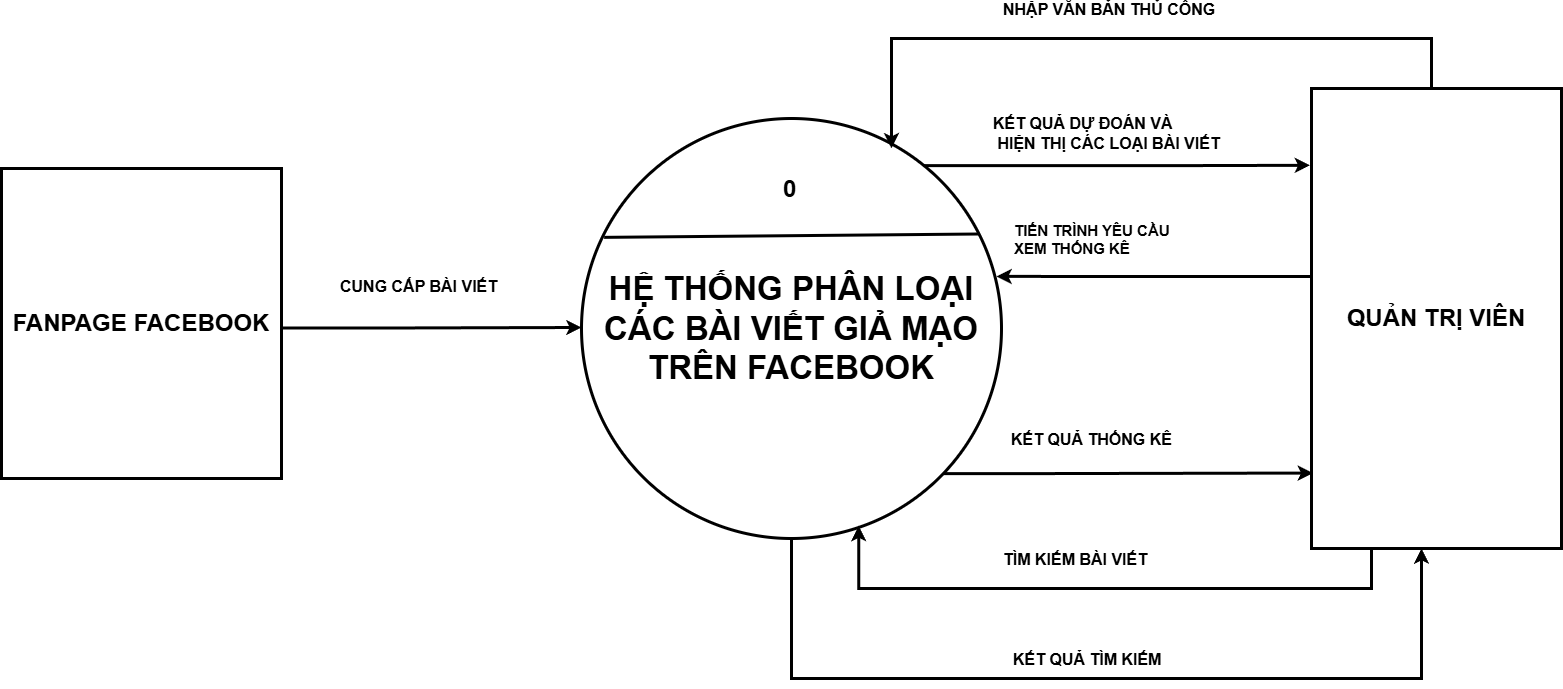 NHẬP VĂN BẢN THỦ CÔNG
KẾT QUẢ DỰ ĐOÁN VÀ
HIỆN THỊ CÁC LOẠI BÀI VIẾT
0
TIẾN TRÌNH YÊU CẦU
XEM THỐNG KÊ
CUNG CẤP BÀI VIẾT
FANPAGE FACEBOOK
HỆ THỐNG PHÂN LOẠI
CÁC BÀI VIẾT GIẢ MẠO
TRÊN FACEBOOK
QUẢN TRỊ VIÊN
KẾT QUẢ THỐNG KÊ
TÌM KIẾM BÀI VIẾT
KẾT QUẢ TÌM KIẾM